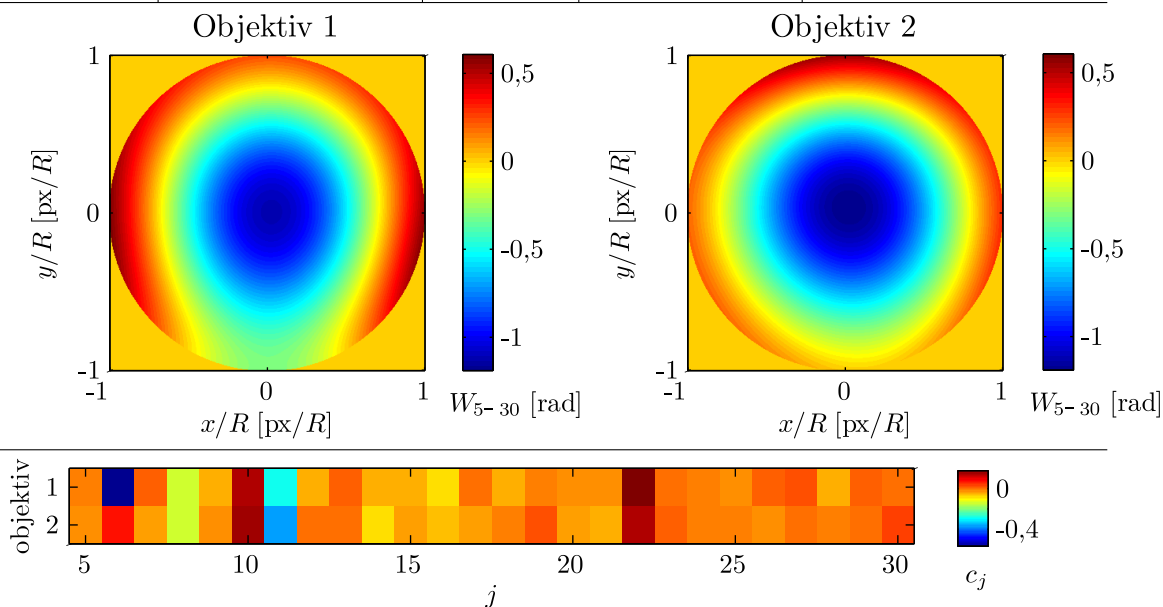 Objektiv 1
Objektiv 2
1
0
-1
y/R [px/R]
-1
0
1
x/R [px/R]
0,5
0
-0,5
-1
W5-30 [rad]
1
0
-1
y/R [px/R]
-1
0
1
x/R [px/R]
0,5
0
-0,5
-1
W5-30 [rad]
objektiv
1
2
5
10
15
20
25
30
j
0
-0,4
cj